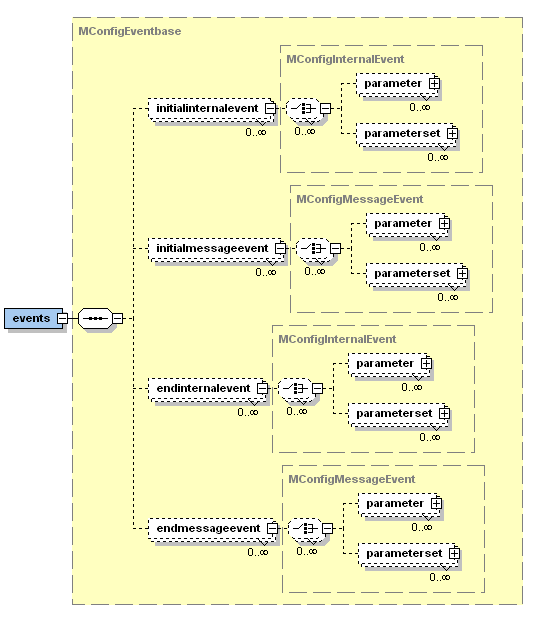 MConfigEventbase
MConfigInternalEvent
parameter
0..∞
initialinternalevent
0..∞
0..∞
parameterset
0..∞
MConfigMessageEvent
parameter
0..∞
initialmessageevent
0..∞
0..∞
parameterset
0..∞
events
MConfigInternalEvent
parameter
0..∞
endinternalevent
0..∞
0..∞
parameterset
0..∞
MConfigMessageEvent
parameter
0..∞
endmessageevent
0..∞
0..∞
parameterset
0..∞